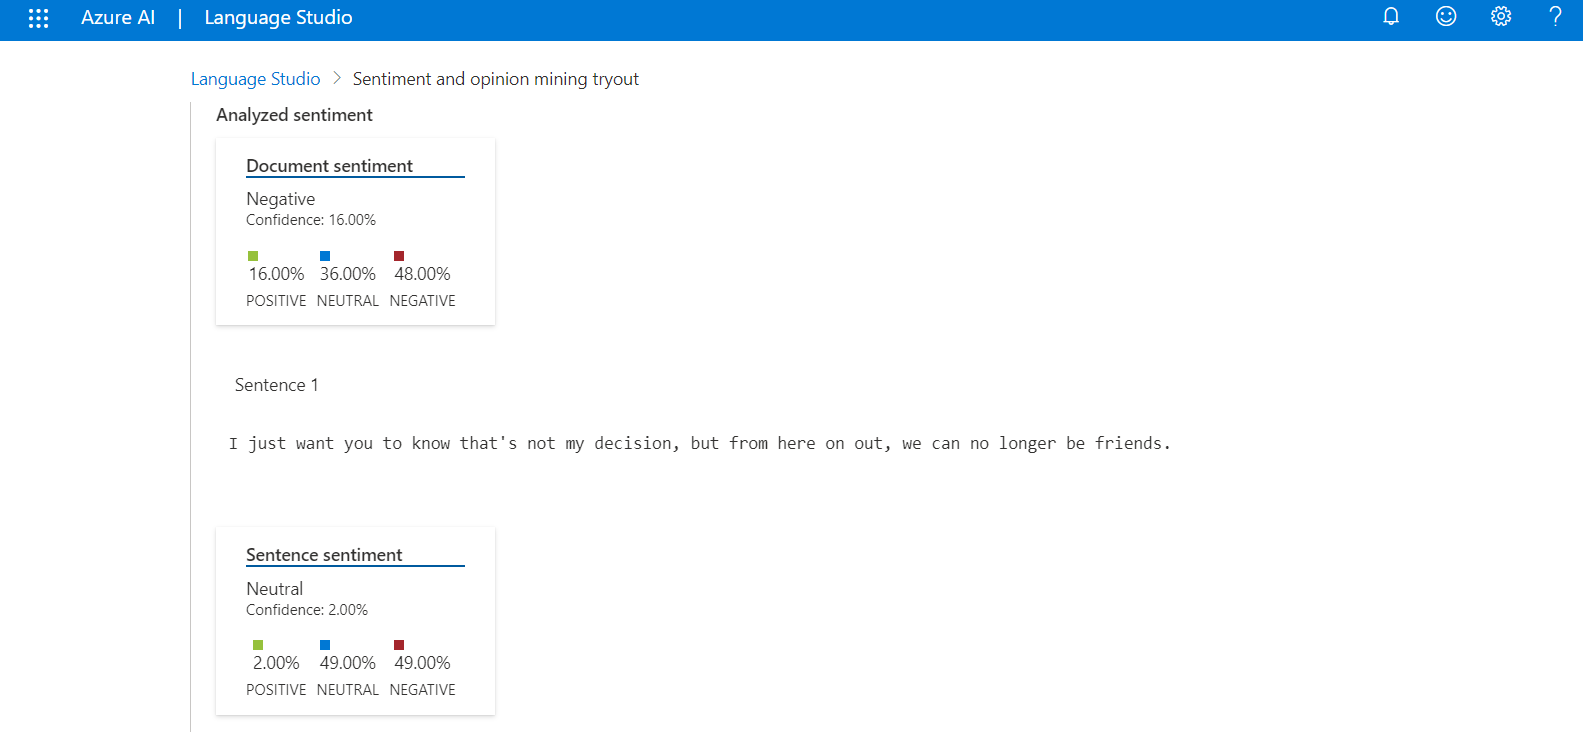 Azure AI | Language Studio
Language Studio > Sentiment and opinion mining tryout
Analyzed sentiment
Document sentiment
Negative
Confidence: 16.00%
16.00% 36.00% 48.00%
POSITIVE NEUTRAL NEGATIVE
Sentence 1
I just want you to know that's not my decision, but from here on out, we can no longer be friends.
Sentence sentiment
Neutral
Confidence: 2.00%
2.00% 49.00% 49.00%
POSITIVE NEUTRAL NEGATIVE